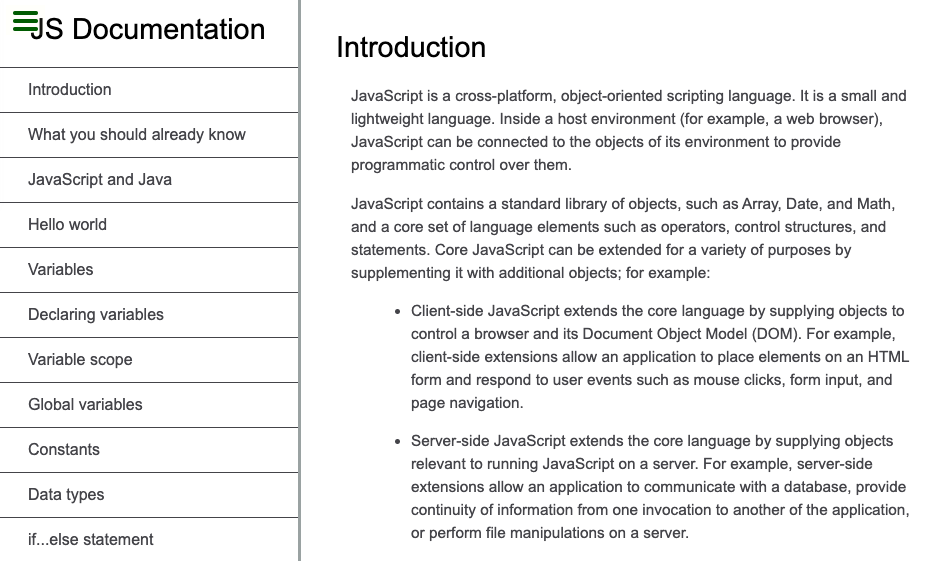 JS Documentation
Introduction
What you should already know
JavaScript and Java
Hello world
Variables
Declaring variables
Variable scope
Global variables
Constants
Data types
if...else statement
Introduction
JavaScript is a cross-platform, object-oriented scripting language. It is a small and
lightweight language. Inside a host environment (for example, a web browser),
JavaScript can be connected to the objects of its environment to provide
programmatic control over them.
JavaScript contains a standard library of objects, such as Array, Date, and Math,
and a core set of language elements such as operators, control structures, and
statements. Core JavaScript can be extended for a variety of purposes by
supplementing it with additional objects; for example:
• Client-side JavaScript extends the core language by supplying objects to
control a browser and its Document Object Model (DOM). For example,
client-side extensions allow an application to place elements on an HTML
form and respond to user events such as mouse clicks, form input, and
page navigation.
• Server-side JavaScript extends the core language by supplying objects
relevant to running JavaScript on a server. For example, server-side
extensions allow an application to communicate with a database, provide
continuity of information from one invocation to another of the application,
or perform file manipulations on a server.